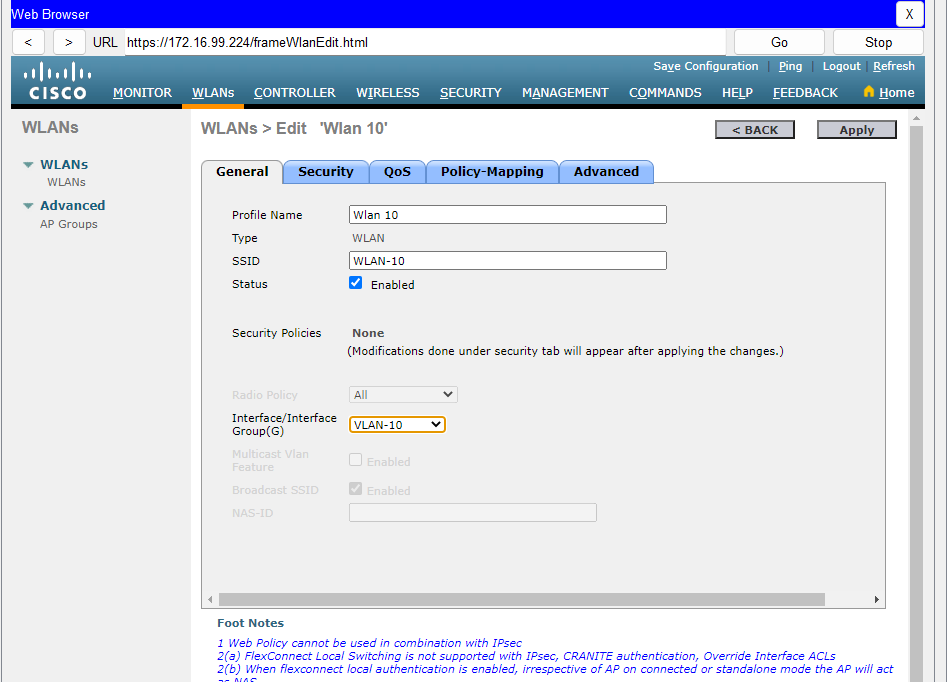 Web Browser X
< > URL https://172.16.99.224/frameWlanEdit.html Go Stop
Save Configuration | Ping | Logout | Refresh
CISCO MONITOR WLANs CONTROLLER WIRELESS SECURITY MANAGEMENT COMMANDS HELP FEEDBACK Home
WLANs
WLANs
WLANs
Advanced
AP Groups
WLANs > Edit 'Wlan 10' < BACK Apply
General Security QoS Policy-Mapping Advanced
Profile Name Wlan 10
Type WLAN
SSID WLAN-10
Status Enabled
Security Policies None
(Modifications done under security tab will appear after applying the changes.)
Radio Policy All
Interface/Interface
Group(G) VLAN-10
Multicast Vlan
Feature Enabled
Broadcast SSID Enabled
NAS-ID
Foot Notes
1 Web Policy cannot be used in combination with IPsec
2(a) FlexConnect Local Switching is not supported with IPsec, CRANITE authentication, Override Interface ACLs
2(b) When flexconnect local authentication is enabled, irrespective of AP on connected or standalone mode the AP will act
as NAS